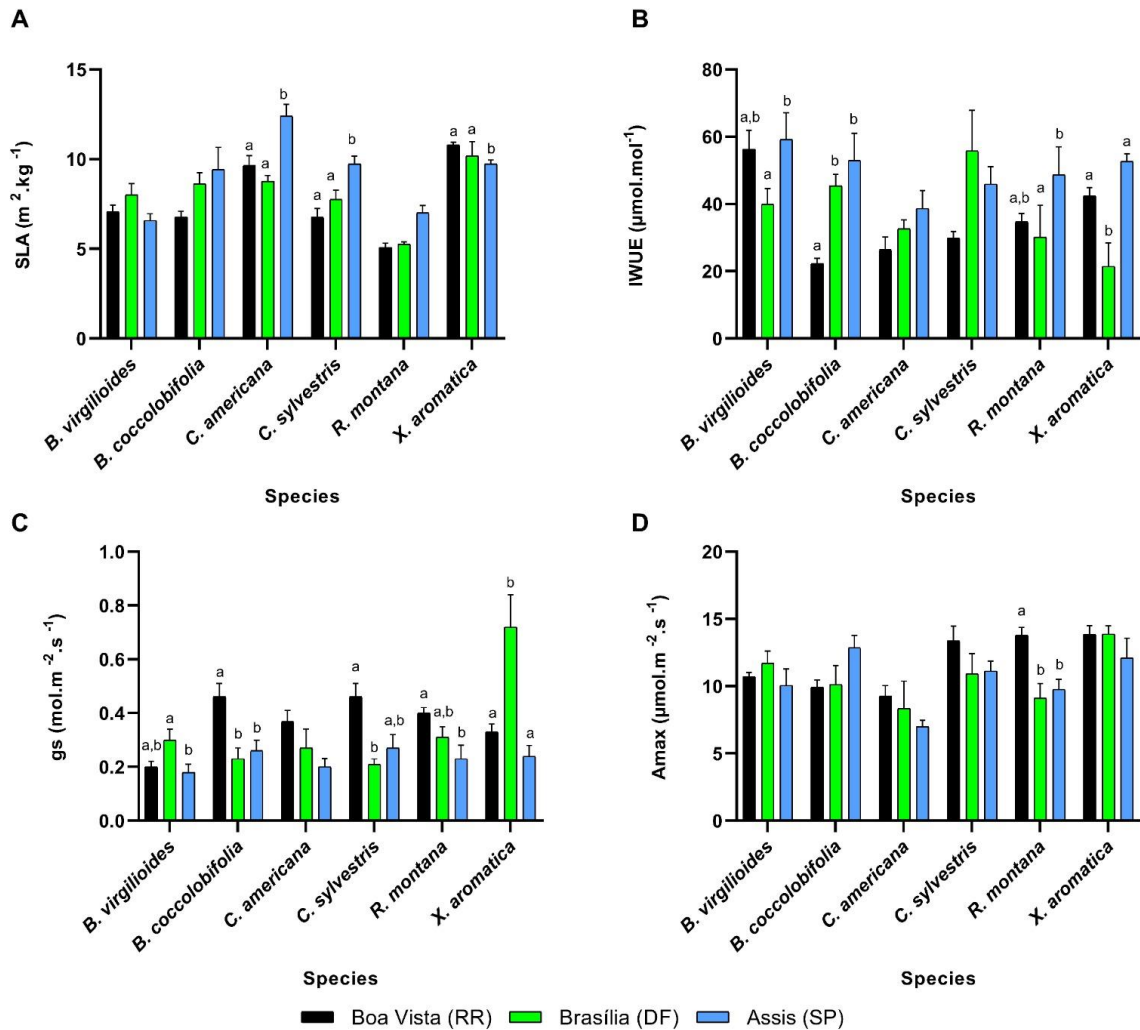 A
SLA (m 2.kg -1)
15
10
5
0
a
a
b
a
a
b
a
a
b
B. virgilioides
B. coccolobifolia
C. americana
C. sylvestris
R. montana
X. aromatica
Species
B
IWUE (µmol.mol-1)
80
60
40
20
0
a,b
a
b
a
b
b
a,b
a
b
a
b
a
B. virgilioides
B. coccolobifolia
C. americana
C. sylvestris
R. montana
X. aromatica
Species
C
gs (mol.m -2.s -1)
1.0
0.8
0.6
0.4
0.2
0.0
a,b
a
b
a
b
b
a
b
a,b
a
a,b
b
a
b
a
B. virgilioides
B. coccolobifolia
C. americana
C. sylvestris
R. montana
X. aromatica
Species
D
Amax (µmol.m -2.s -1)
20
15
10
5
0
a
b
b
B. virgilioides
B. coccolobifolia
C. americana
C. sylvestris
R. montana
X. aromatica
Species
Boa Vista (RR) Brasília (DF) Assis (SP)